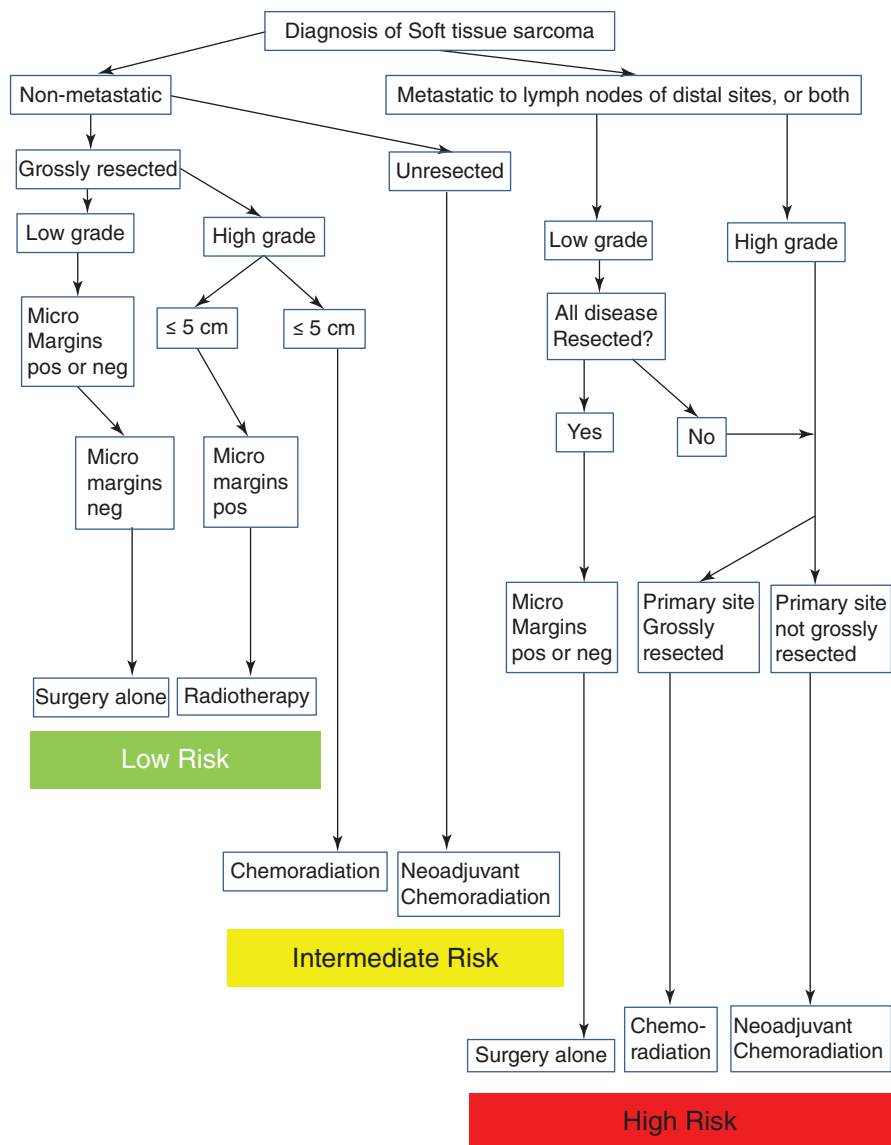 Diagnosis of Soft tissue sarcoma
Non-metastatic
Metastatic to lymph nodes of distal sites, or both
Grossly resected
Unresected
Low grade
High grade
Low grade
High grade
Micro
Margins
pos or neg
≤ 5 cm
≤ 5 cm
All disease
Resected?
Yes
No
Micro
margins
neg
Micro
margins
pos
Micro
Margins
pos or neg
Primary site
Grossly
resected
Primary site
not grossly
resected
Surgery alone
Radiotherapy
Low Risk
Chemoradiation
Neoadjuvant
Chemoradiation
Intermediate Risk
Surgery alone
Chemo-
radiation
Neoadjuvant
Chemoradiation
High Risk